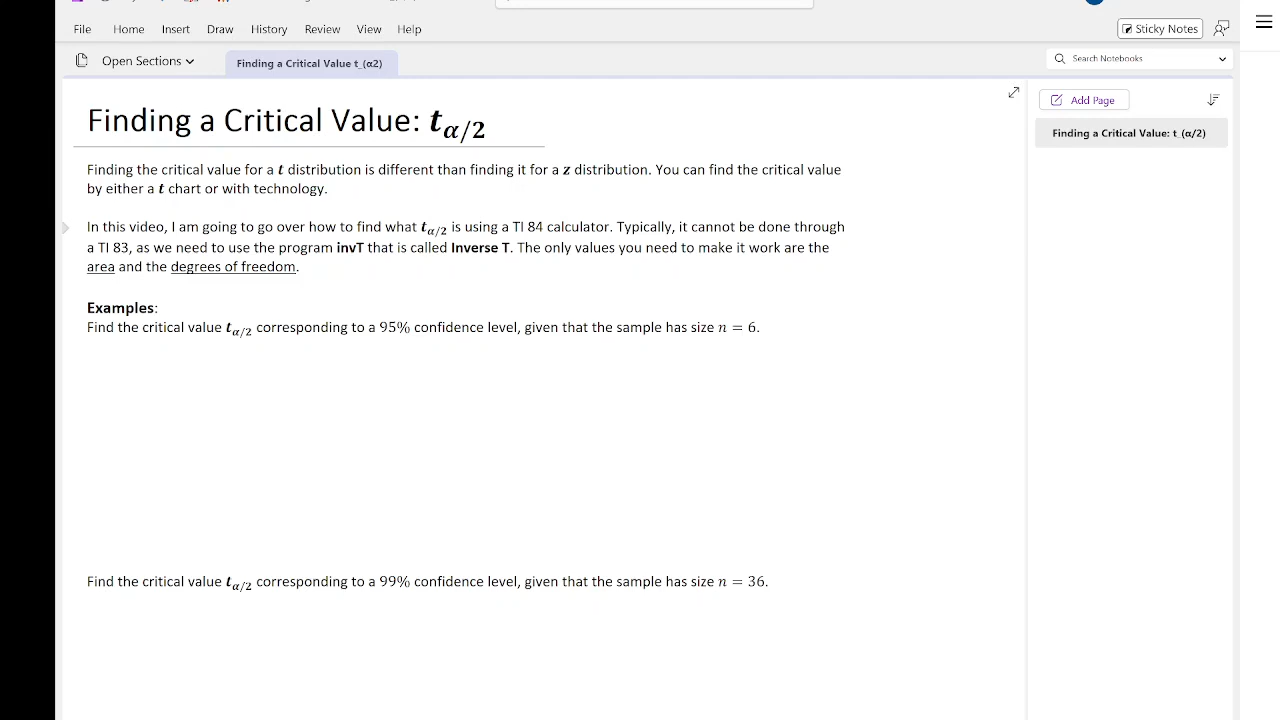 File Home Insert Draw History Review View Help
Sticky Notes
Open Sections
Finding a Critical Value t_(α2)
Search Notebooks
Add Page
Finding a Critical Value: t_(α/2)
Finding a Critical Value: t_α/2
Finding the critical value for a t distribution is different than finding it for a z distribution. You can find the critical value
by either a t chart or with technology.
In this video, I am going to go over how to find what t_α/2 is using a TI 84 calculator. Typically, it cannot be done through
a TI 83, as we need to use the program invT that is called Inverse T. The only values you need to make it work are the
area and the degrees of freedom.
Examples:
Find the critical value t_α/2 corresponding to a 95% confidence level, given that the sample has size n = 6.
Find the critical value t_α/2 corresponding to a 99% confidence level, given that the sample has size n = 36.